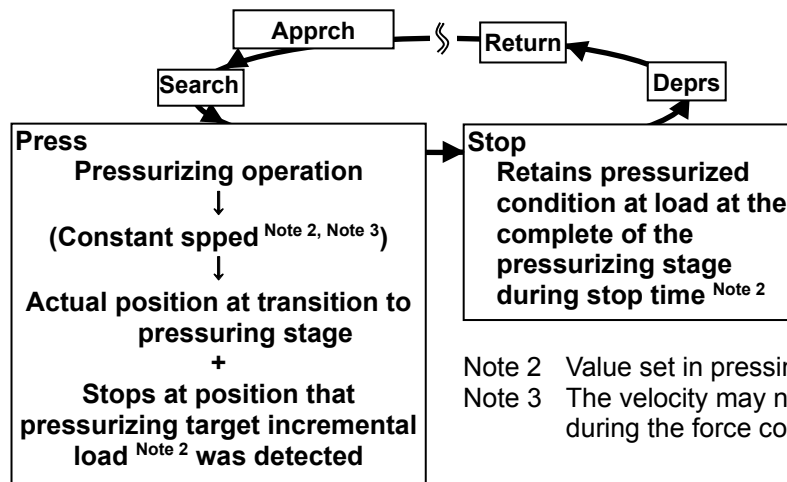 Apprch
Return
Search
Deprs
Press
Pressurizing operation
↓
(Constant spped Note 2, Note 3)
↓
Actual position at transition to
pressuring stage
+
Stops at position that
pressurizing target incremental
load Note 2 was detected
Stop
Retains pressurized
condition at load at the
complete of the
pressurizing stage
during stop time Note 2
Note 2 Value set in
Note 3 The velocity may
during the force